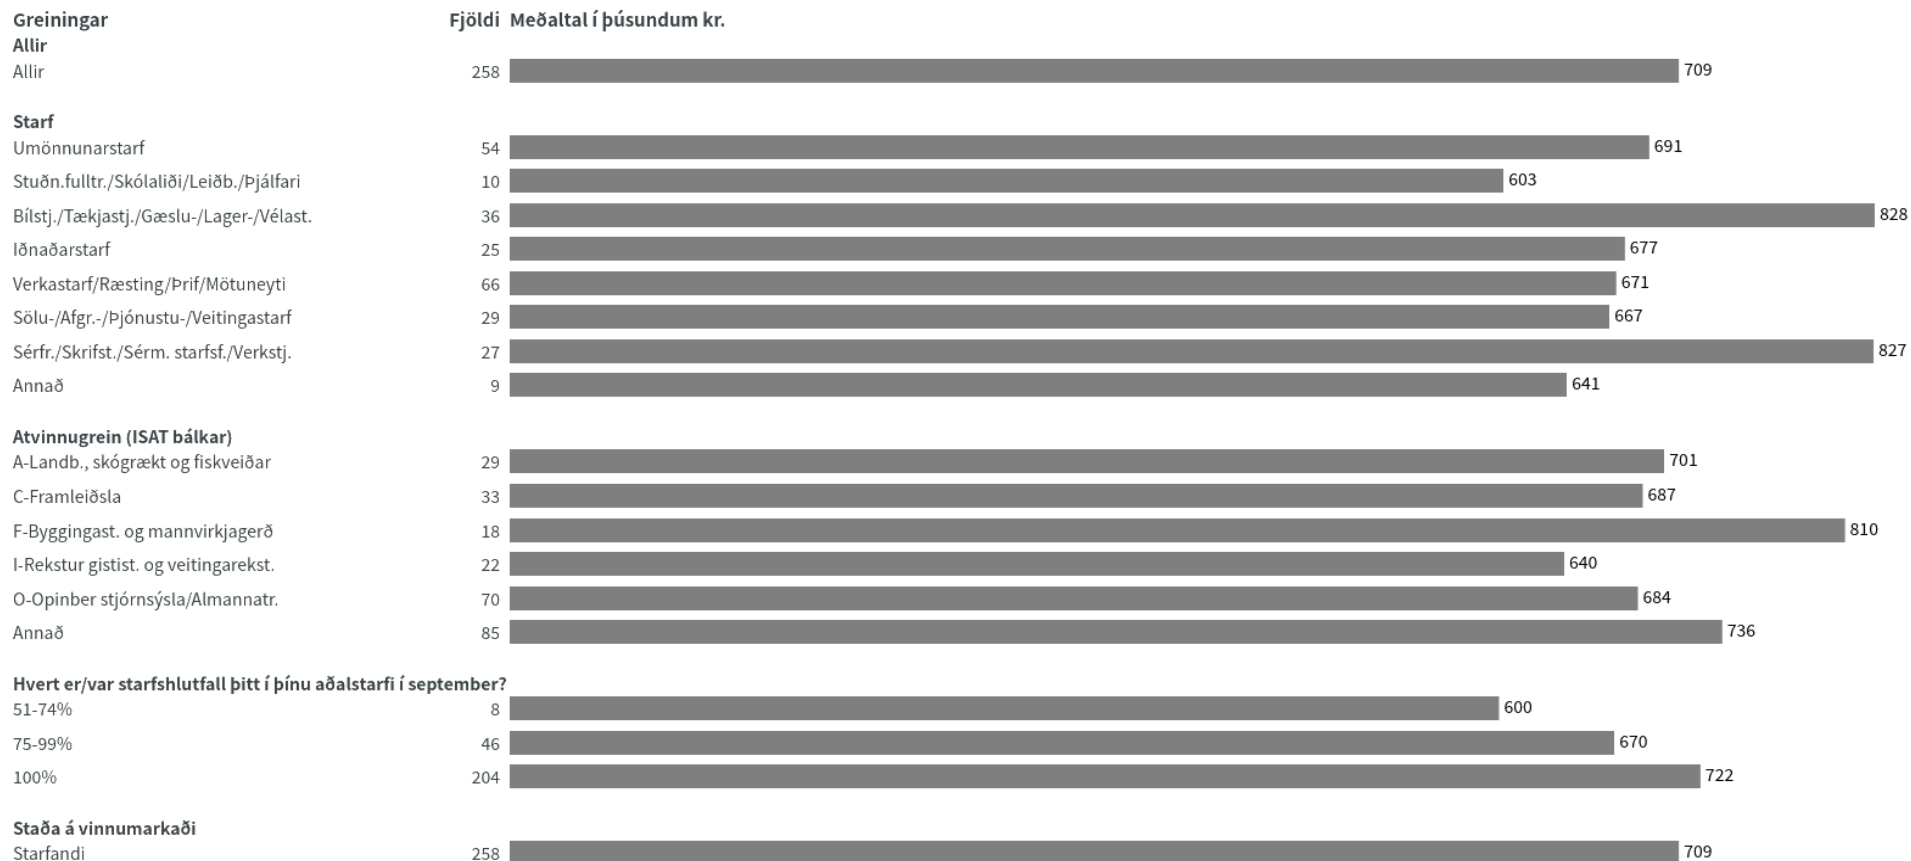 Greiningar Fjöldi Meðaltal í þúsundum kr.
Allir
Allir 258 709
Starf
Umönnunarstarf 54 691
Stuðn.fulltr./Skólaliði/Leiðb./Þjálfari 10 603
Bílstj./Tækjastj./Gæslu-/Lager-/Vélast. 36 828
Iðnaðarstarf 25 677
Verkastarf/Ræsting/Þrif/Mötuneyti 66 671
Sölu-/Afgr.-/Þjónustu-/Veitingastarf 29 667
Sérfr./Skrifst./Sérm. starfsf./Verkstj. 27 827
Annað 9 641
Atvinnugrein (ISAT bálkar)
A-Landb., skógrækt og fiskveiðar 29 701
C-Framleiðsla 33 687
F-Byggingast. og mannvirkjagerð 18 810
I-Rekstur gistist. og veitingarekst. 22 640
O-Opinber stjórnsýsla/Almannatr. 70 684
Annað 85 736
Hvert er/var starfshlutfall þitt í þínu aðalstarfi í september?
51-74% 8 600
75-99% 46 670
100% 204 722
Staða á vinnumarkaði
Starfandi 258 709